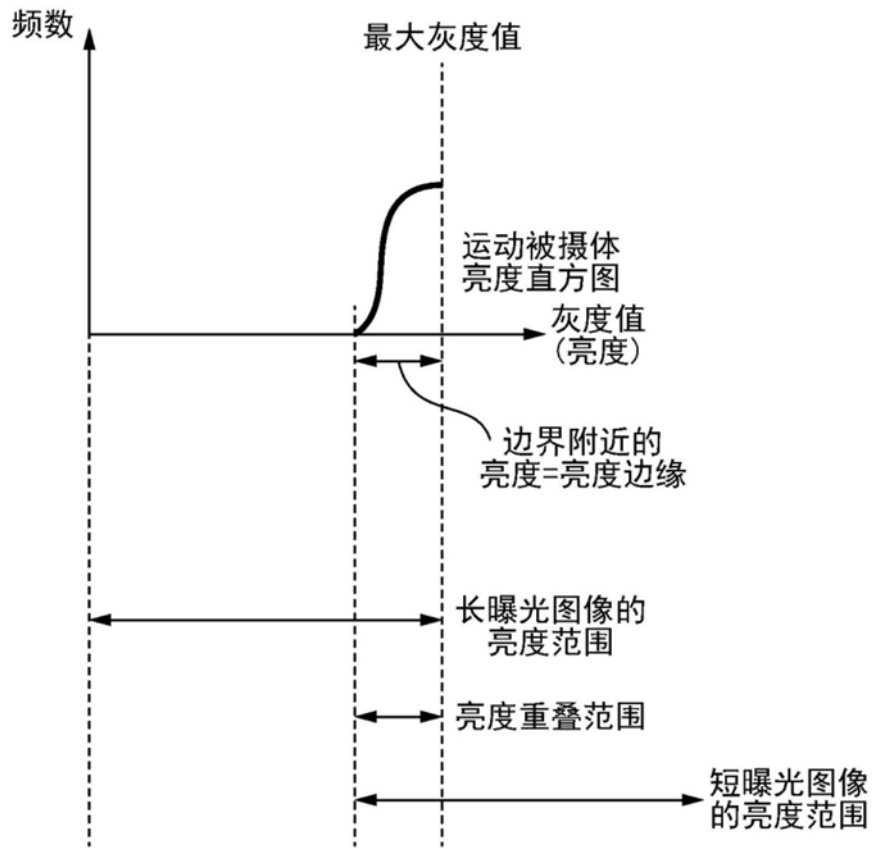 频数
最大灰度值
运动被摄体
亮度直方图
灰度值
(亮度)
边界附近的
亮度=亮度边缘
长曝光图像的
亮度范围
亮度重叠范围
短曝光图像
的亮度范围